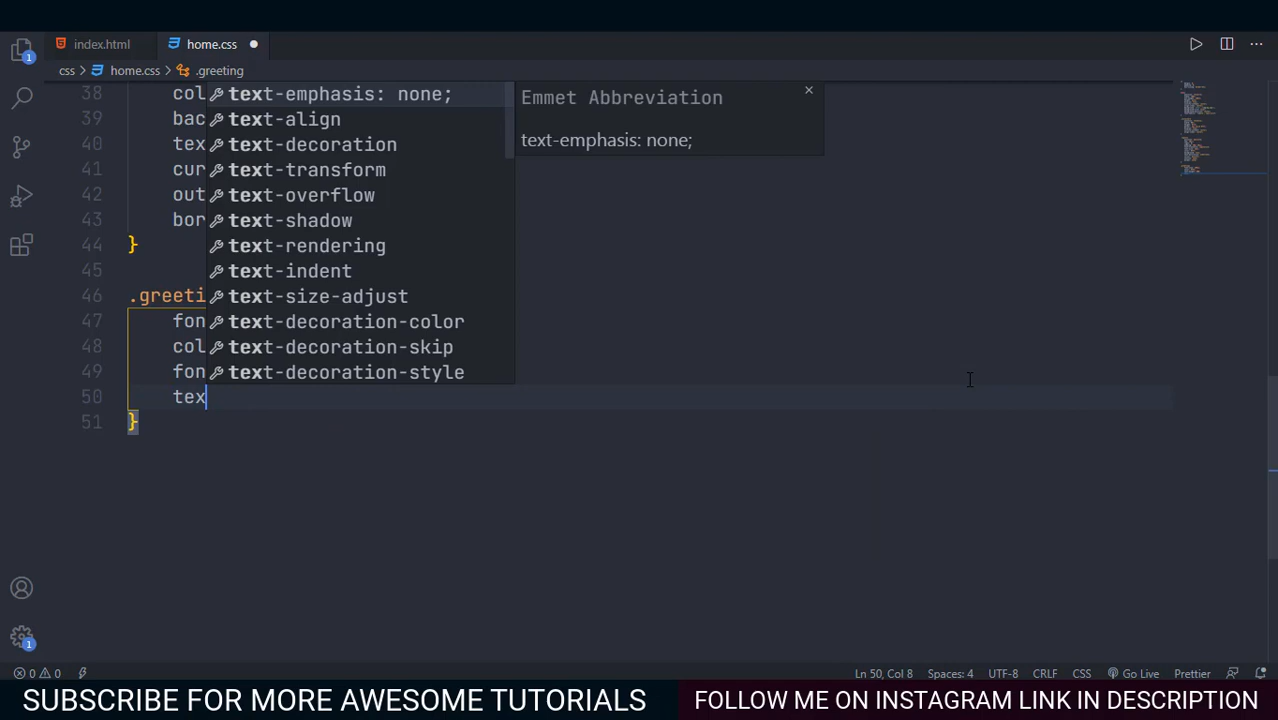 index.html
home.css
css > home.css > .greeting
38 col
39 bac
40 tex
41 cur
42 out
43 bor
44 }
45
46 .greeti
47 fon
48 col
49 fon
50 tex
51 }
text-emphasis: none;
text-align
text-decoration
text-transform
text-overflow
text-shadow
text-rendering
text-indent
text-size-adjust
text-decoration-color
text-decoration-skip
text-decoration-style
Emmet Abbreviation
text-emphasis: none;
1
1
0 0
Ln 50, Col 8
Spaces: 4
UTF-8
CRLF
CSS
Go Live
Prettier
SUBSCRIBE FOR MORE AWESOME TUTORIALS
FOLLOW ME ON INSTAGRAM LINK IN DESCRIPTION